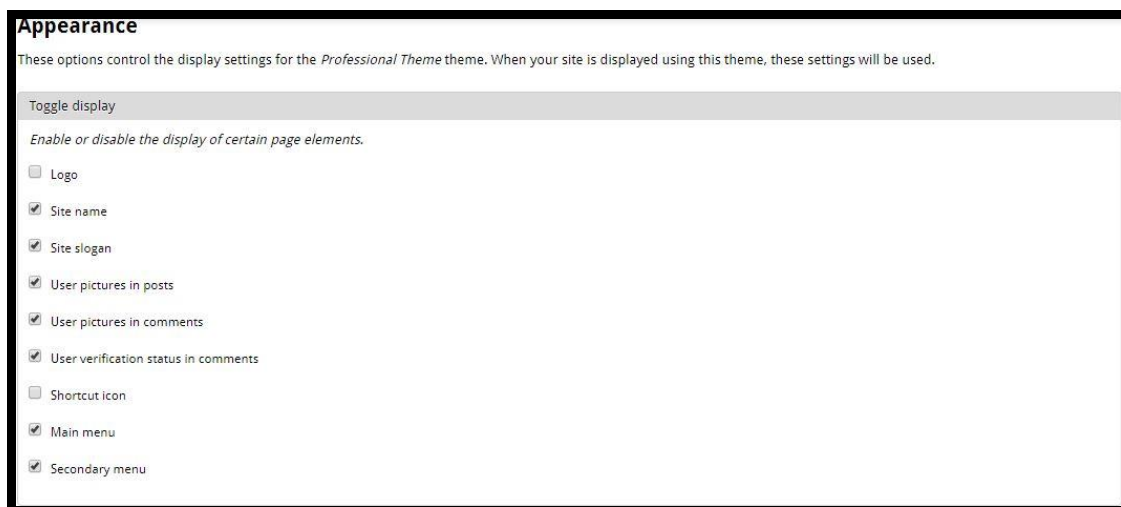 Appearance
These options control the display settings for the Professional Theme theme. When your site is displayed using this theme, these settings will be used.
Toggle display
Enable or disable the display of certain page elements.
Logo
Site name
Site slogan
User pictures in posts
User pictures in comments
User verification status in comments
Shortcut icon
Main menu
Secondary menu